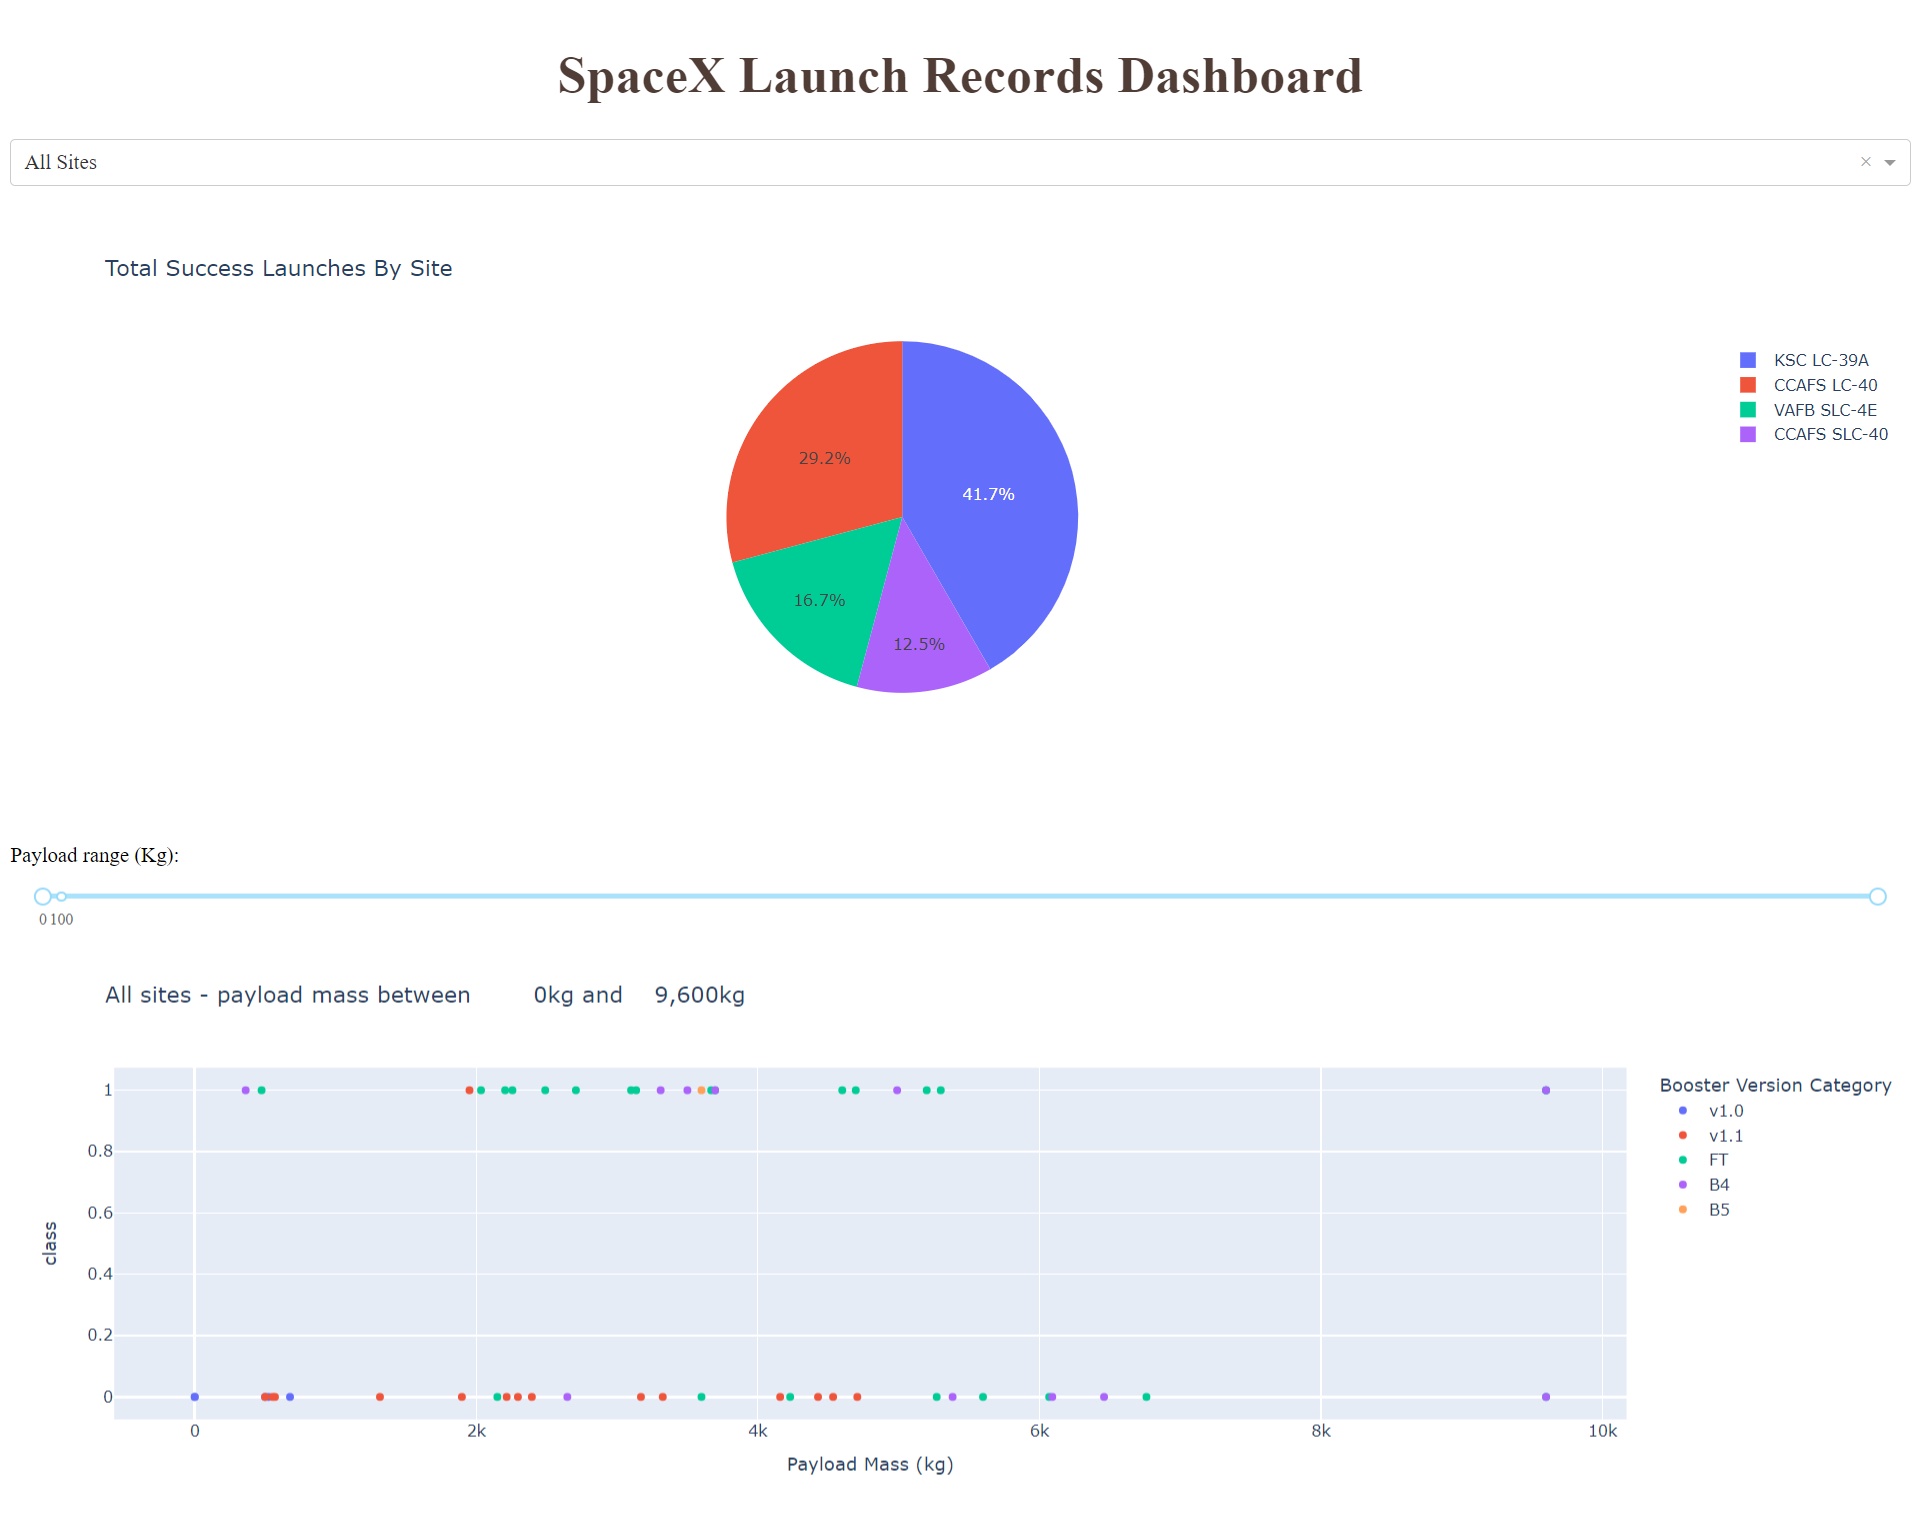 SpaceX Launch Records Dashboard
All Sites
Total Success Launches By Site
KSC LC-39A
CCAFS LC-40
VAFB SLC-4E
CCAFS SLC-40
29.2%
41.7%
16.7%
12.5%
Payload range (Kg):
0 100
All sites - payload mass between 0kg and 9,600kg
Booster Version Category
v1.0
v1.1
FT
B4
B5
class
1
0.8
0.6
0.4
0.2
0
0 2k 4k 6k 8k 10k
Payload Mass (kg)